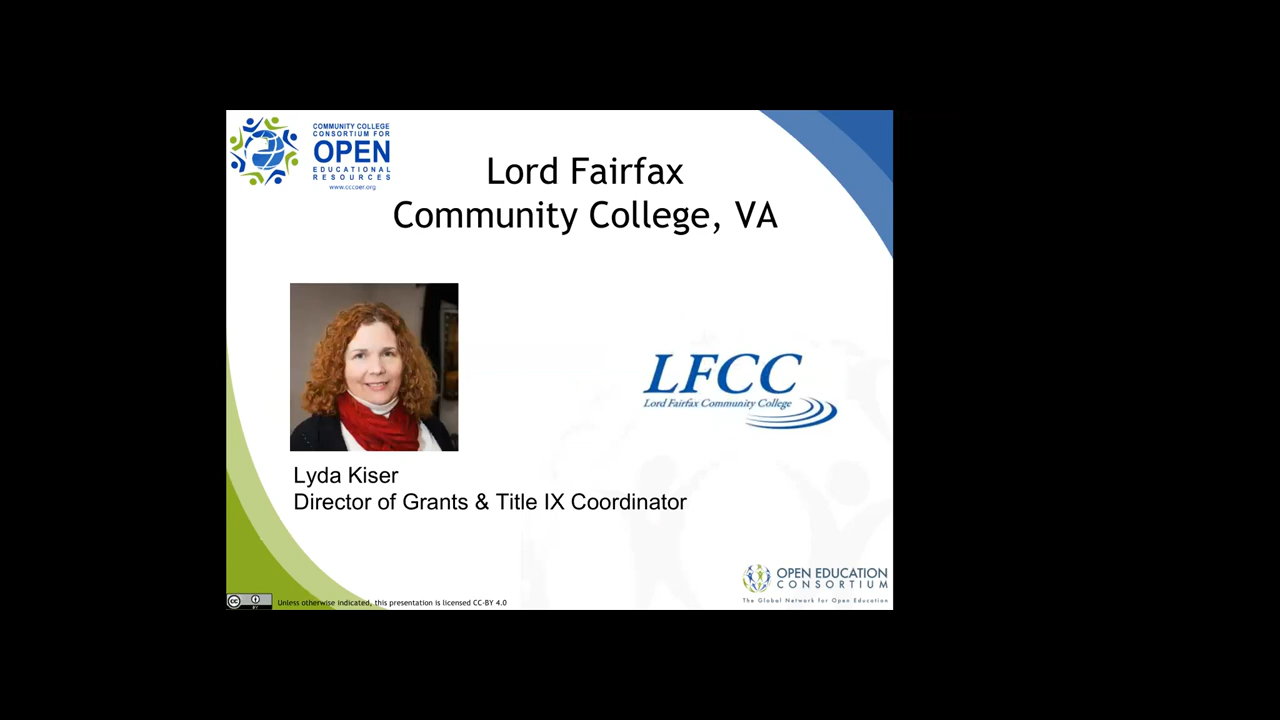 COMMUNITY COLLEGE
CONSORTIUM FOR
OPEN
EDUCATIONAL
RESOURCES
www.cccoer.org
Lord Fairfax
Community College, VA
LFCC
Lord Fairfax Community College
Lyda Kiser
Director of Grants & Title IX Coordinator
OPEN EDUCATION
CONSORTIUM
The Global Network for Open Education
cc
BY
Unless otherwise indicated, this presentation is licensed CC-BY 4.0